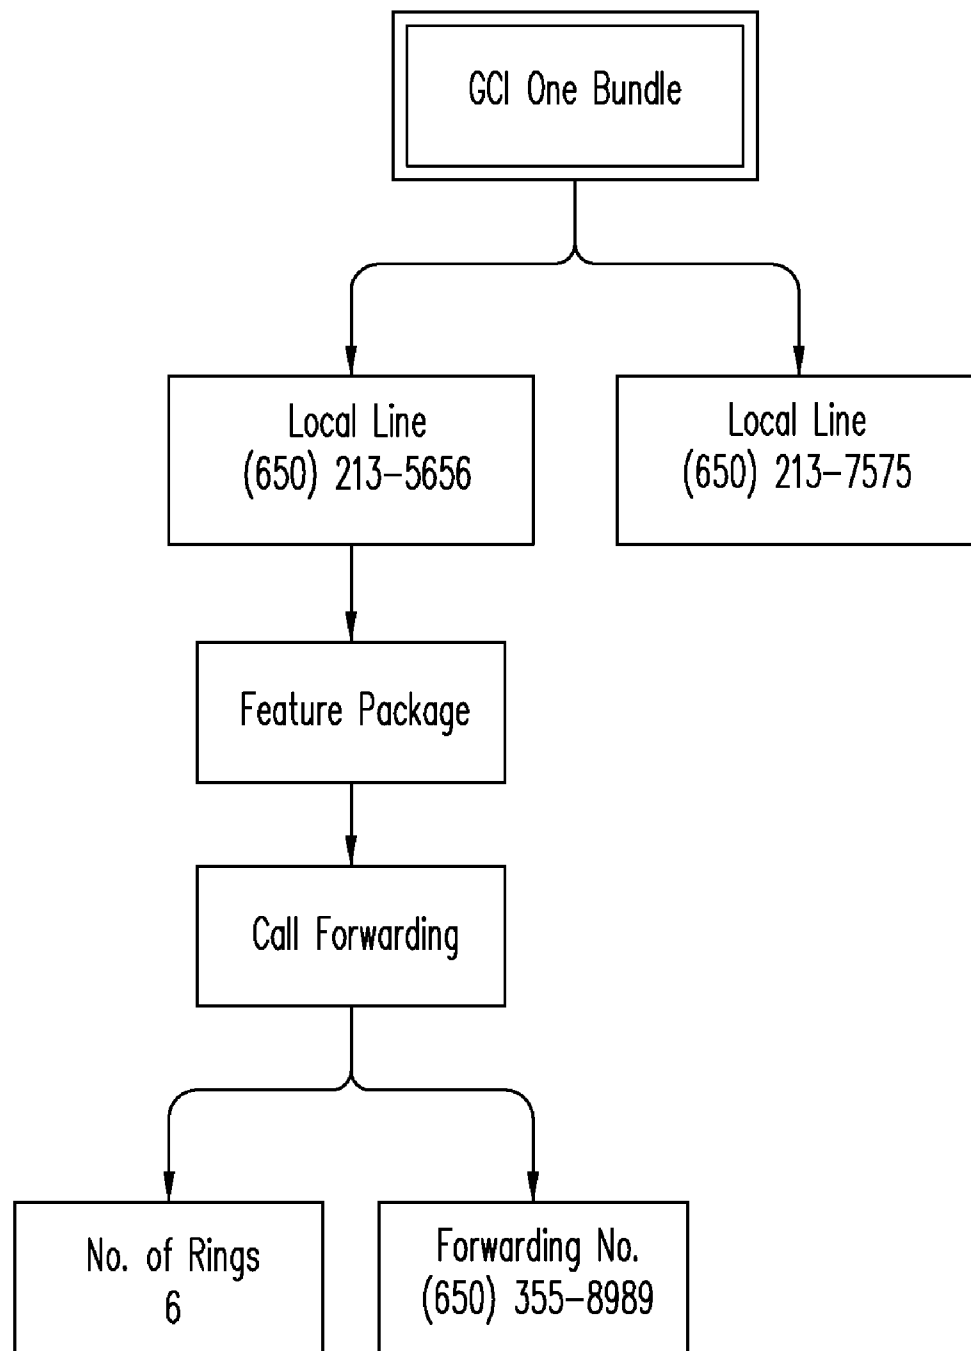 GCI One Bundle
Local Line
(650) 213-5656
Local Line
(650) 213-7575
Feature Package
Call Forwarding
No. of Rings
6
Forwarding No.
(650) 355-8989